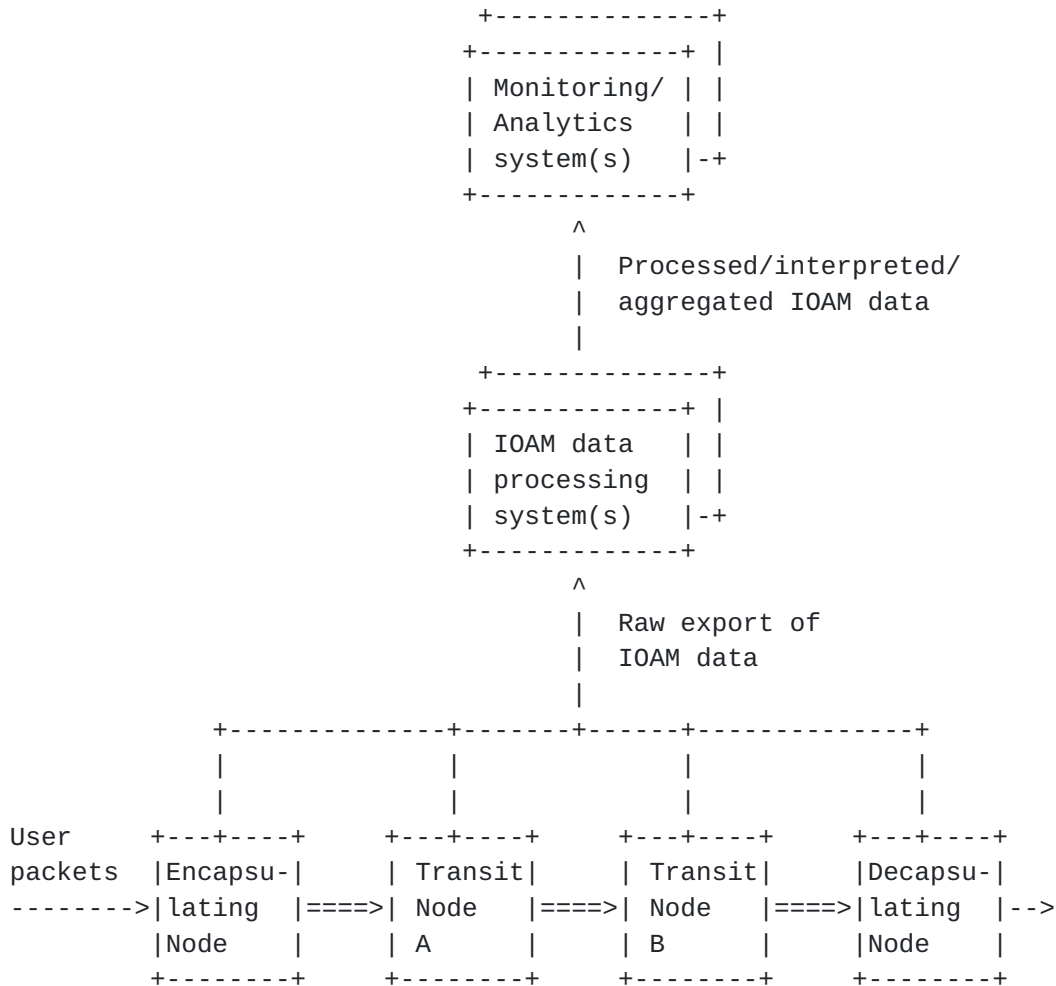 Monitoring/
Analytics
system(s)
Processed/interpreted/
aggregated IOAM data
IOAM data
processing
system(s)
Raw export of
IOAM data
User
packets
Encapsu-
lating
Node
Transit
Node
A
Transit
Node
B
Decapsu-
lating
Node